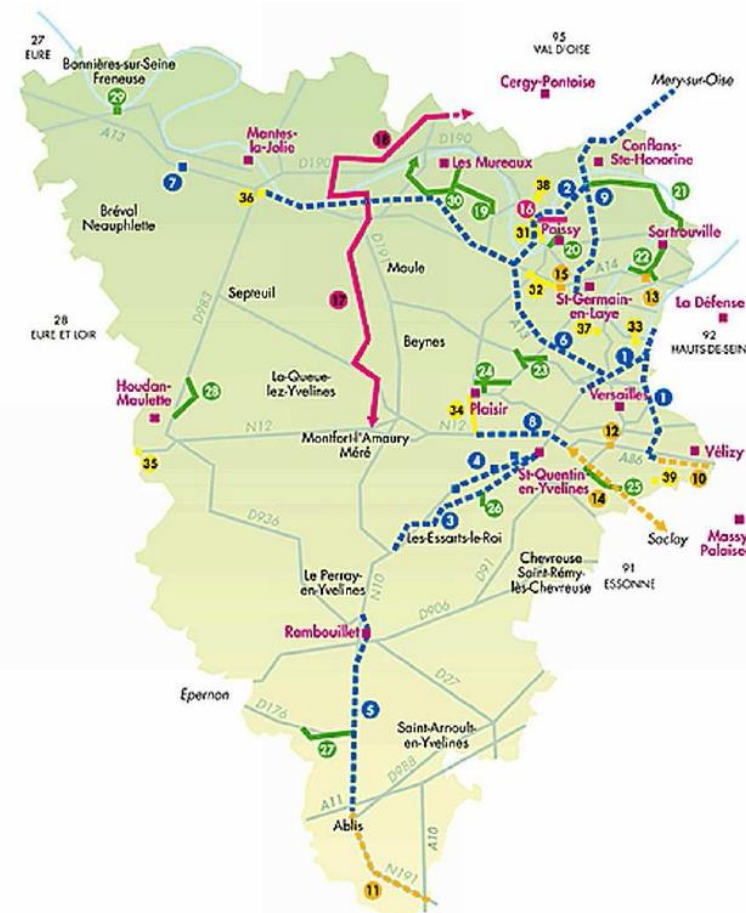 27
EURE
95
VAL D'OISE
Bonnières-sur-Seine
Freneuse
Cergy-Pontoise
Mery-sur-Oise
29
A13
Mantes-
la-Jolie
18
D190
D190
Les Mureaux
Conflans-
Ste-Honorine
7
36
30
19
38
2
9
21
16
31
Poissy
20
Sartrouville
Bréval
Neauphlette
D191
Maule
A14
22
15
32
St-Germain-
en-Laye
13
La Défense
Septeuil
17
D983
28
EURE ET LOIR
92
HAUTS-DE-SEIN
37
33
A13
Beynes
6
1
23
24
La-Queue-
lez-Yvelines
Houdan-
Maulette
28
34
Plaisir
Versailles
1
N12
N12
8
12
Montfort-l'Amaury
Méré
Vélizy
35
4
St-Quentin
en-Yvelines
A86
39
10
14
25
26
3
D936
Les-Essarts-le-Roi
Saclay
Massy
Palaise
Chevreuse
Saint-Rémy-
lès-Chevreuse
91
ESSONNE
Le Perray-
en-Yvelines
N10
D91
D906
Rambouillet
D27
Epernon
5
D176
27
Saint-Arnoult-
en-Yvelines
D988
A11
Ablis
A10
N191
11